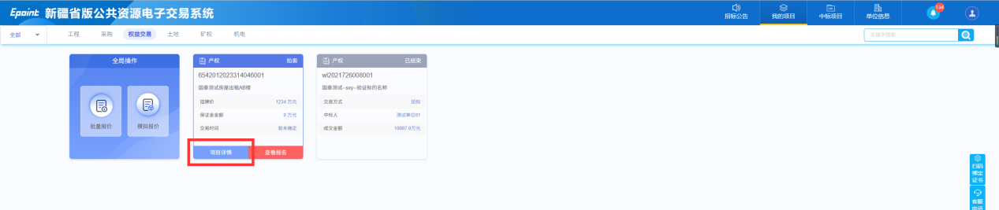 Epoint 新疆省版公共资源电子交易系统
招标公告 我的项目 中标项目 单位信息 134
全部 工程 采购 权益交易 土地 矿权 机电
关键字搜索
全局操作
批量报价 模拟报价
产权 拍卖
6542012023314046001
国泰测试房屋出租AB楼
挂牌价 1234 万元
保证金金额 0 万元
交易时间 暂未确定
项目详情 查看报名
产权 已结束
wl2021726008001
国泰测试--sxy--验证标的名称
交易方式 招标
中标人 测试单位01
成交金额 10007.0万元
扫码
绑定
证书
客服
电话